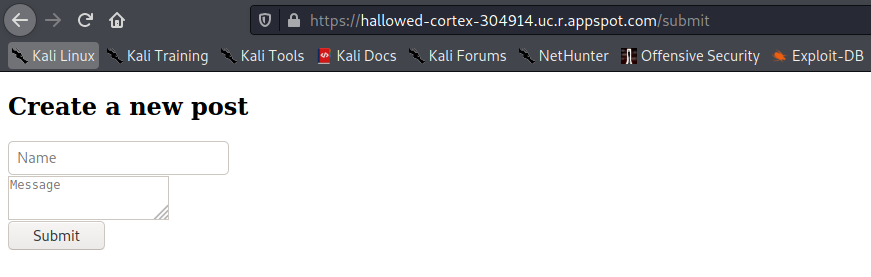 https://hallowed-cortex-304914.uc.r.appspot.com/submit
Kali Linux Kali Training Kali Tools Kali Docs Kali Forums NetHunter Offensive Security Exploit-DB
Create a new post
Name
Message
Submit